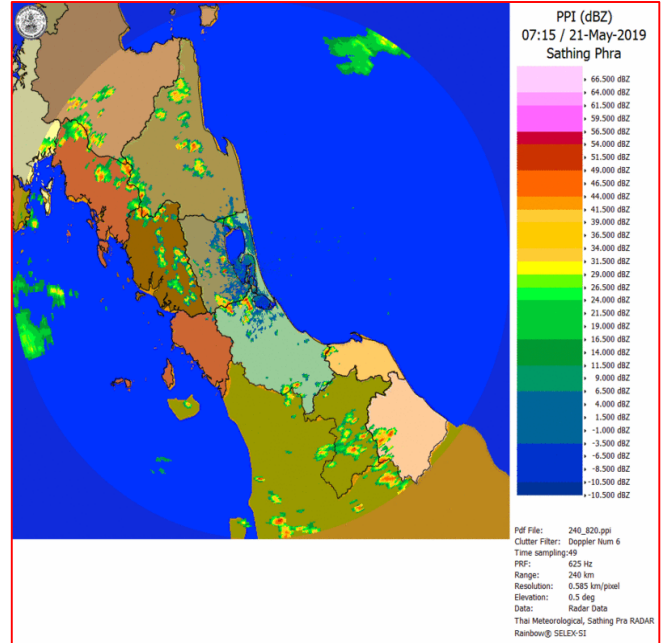 PPI (dBZ)
07:15 / 21-May-2019
Sathing Phra
66.500 dBZ
64.000 dBZ
61.500 dBZ
59.000 dBZ
56.500 dBZ
54.000 dBZ
51.500 dBZ
49.000 dBZ
46.500 dBZ
44.000 dBZ
41.500 dBZ
39.000 dBZ
36.500 dBZ
34.000 dBZ
31.500 dBZ
29.000 dBZ
26.500 dBZ
24.000 dBZ
21.500 dBZ
19.000 dBZ
16.500 dBZ
14.000 dBZ
11.500 dBZ
9.000 dBZ
6.500 dBZ
4.000 dBZ
1.500 dBZ
-1.000 dBZ
-3.500 dBZ
-6.000 dBZ
-8.500 dBZ
-10.500 dBZ
-10.500 dBZ
Pdf File: 240_820.ppi
Clutter Filter: Doppler Num 6
Time sampling:49
PRF: 625 Hz
Range: 240 km
Resolution: 0.585 km/pixel
Elevation: 0.5 deg
Data: Radar Data
Thai Meteorological, Sathing Pra RADAR
Rainbow® SELEX-SI